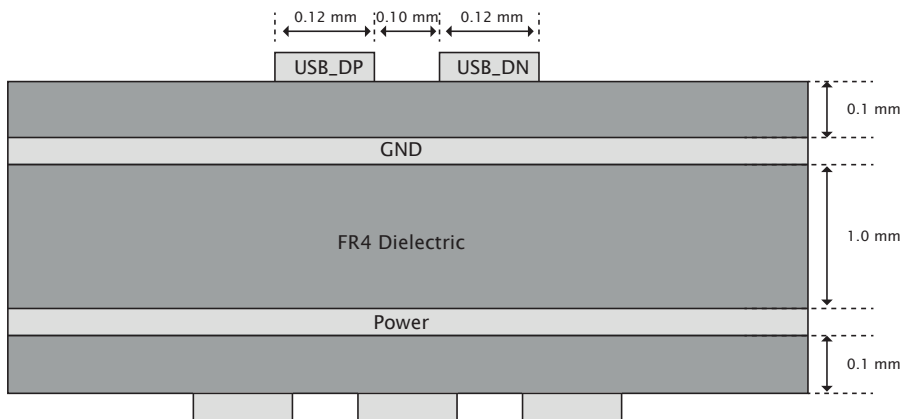 0.12 mm 0.10 mm 0.12 mm
USB_DP USB_DN
0.1 mm
GND
FR4 Dielectric
1.0 mm
Power
0.1 mm